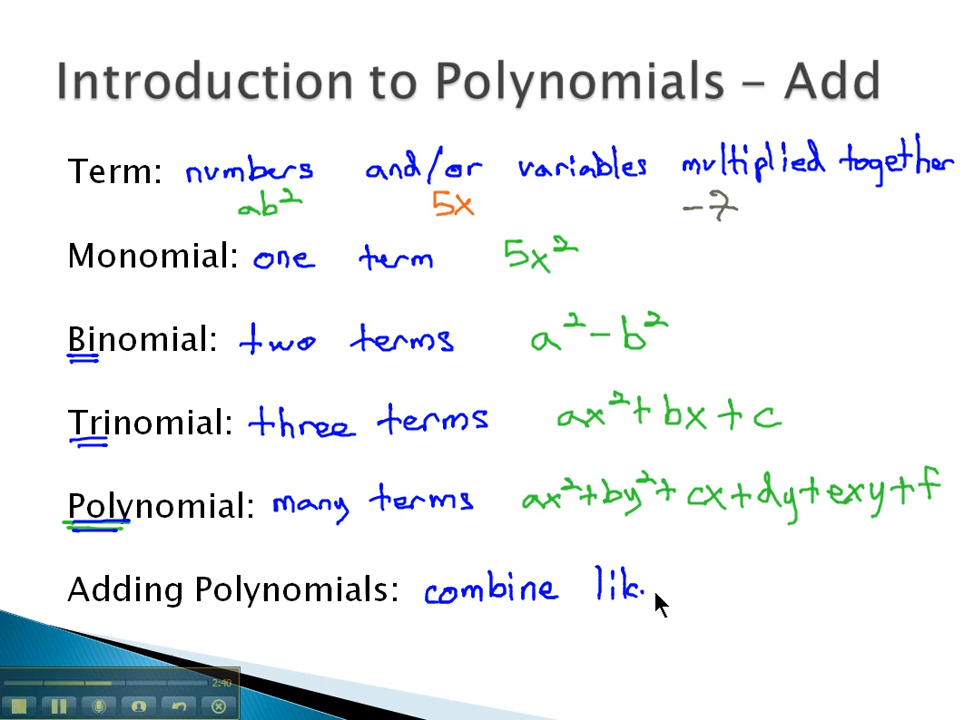 Introduction to Polynomials – Add
Term: numbers and/or variables multiplied together
ab² 5x -7
Monomial: one term 5x²
Binomial: two terms a² - b²
Trinomial: three terms ax² + bx + c
Polynomial: many terms ax² + by² + cx + dy + exy + f
Adding Polynomials: combine lik
2:40